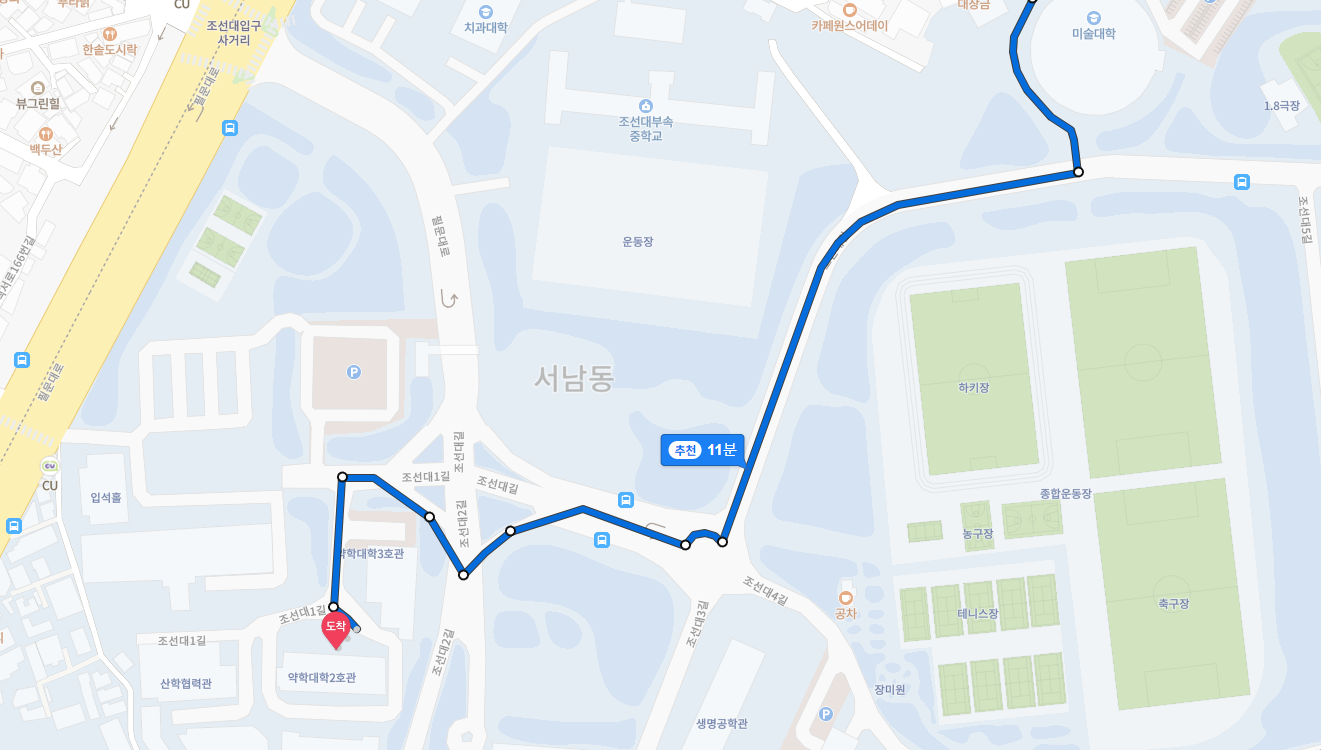 CU
푸라닭
조선대입구
사거리
한솥도시락
치과대학
카페원스어데이
대상금
미술대학
뷰그린힐
필문대로
조선대부속
중학교
1.8극장
백두산
필문대로
조선대5길
운동장
필문대로
서남동
하키장
추천 11분
조선대길
조선대1길
조선대길
CU
입석홀
종합운동장
조선대2길
농구장
약학대학3호관
조선대4길
축구장
조선대1길
공차
테니스장
도착
조선대3길
조선대1길
조선대2길
산학협력관
약학대학2호관
장미원
생명공학관
P
P